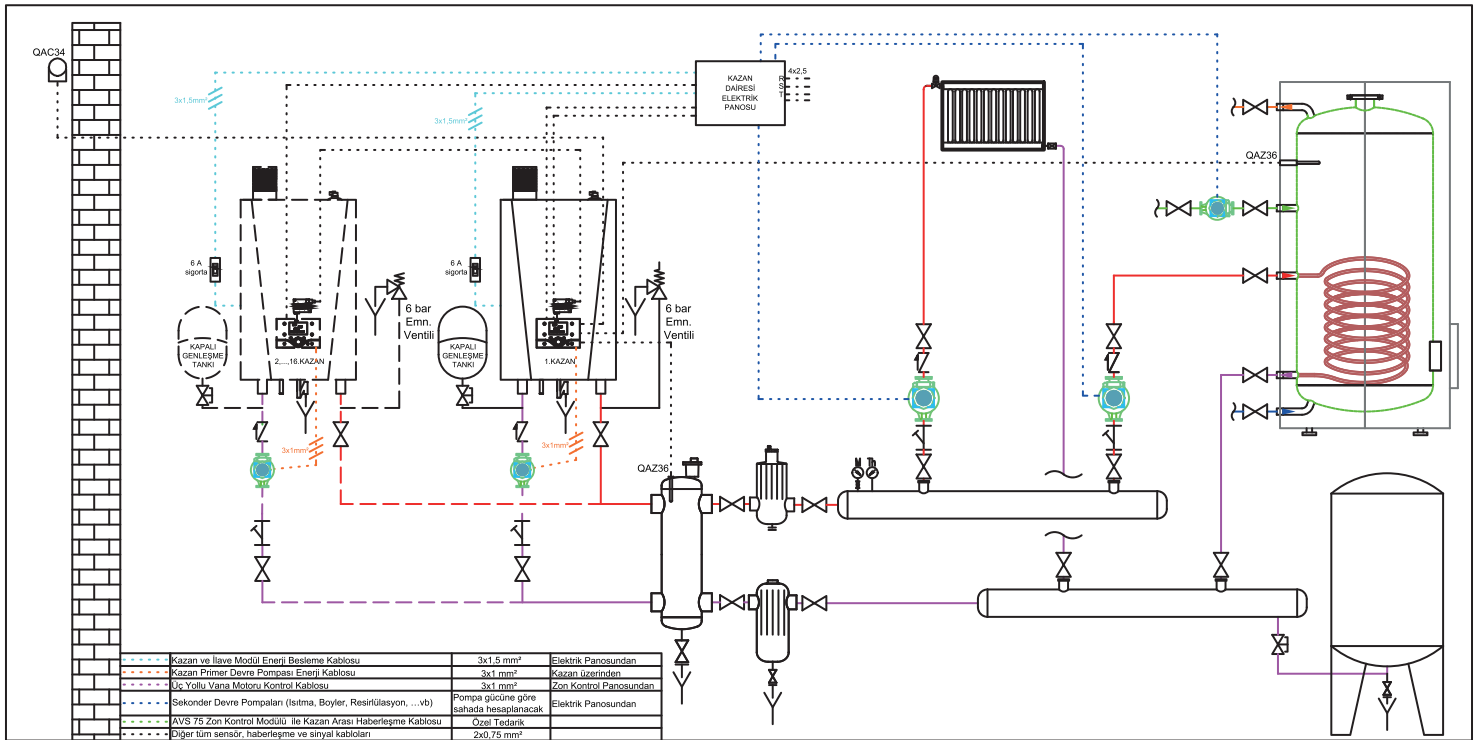 QAC34
KAZAN
DAİRESİ
ELEKTRİK
PANOSU
4x2,5
R
S
T
3x1,5mm²
3x1,5mm²
QAZ36
6 A
sigorta
6 A
sigorta
6 bar
Emn.
Ventili
6 bar
Emn.
Ventili
KAPALI
GENLEŞME
TANKI
2,...,16.KAZAN
KAPALI
GENLEŞME
TANKI
1.KAZAN
3x1mm²
3x1mm²
QAZ36
M
Th
Kazan ve İlave Modül Enerji Besleme Kablosu 3x1,5 mm² Elektrik Panosundan
Kazan Primer Devre Pompası Enerji Kablosu 3x1 mm² Kazan üzerinden
Üç Yollu Vana Motoru Kontrol Kablosu 3x1 mm² Zon Kontrol Panosundan
Sekonder Devre Pompaları (Isıtma, Boyler, Resirlülasyon, ...vb) Pompa gücüne göre
sahada hesaplanacak Elektrik Panosundan
AVS 75 Zon Kontrol Modülü ile Kazan Arası Haberleşme Kablosu Özel Tedarik
Diğer tüm sensör, haberleşme ve sinyal kabloları 2x0,75 mm²